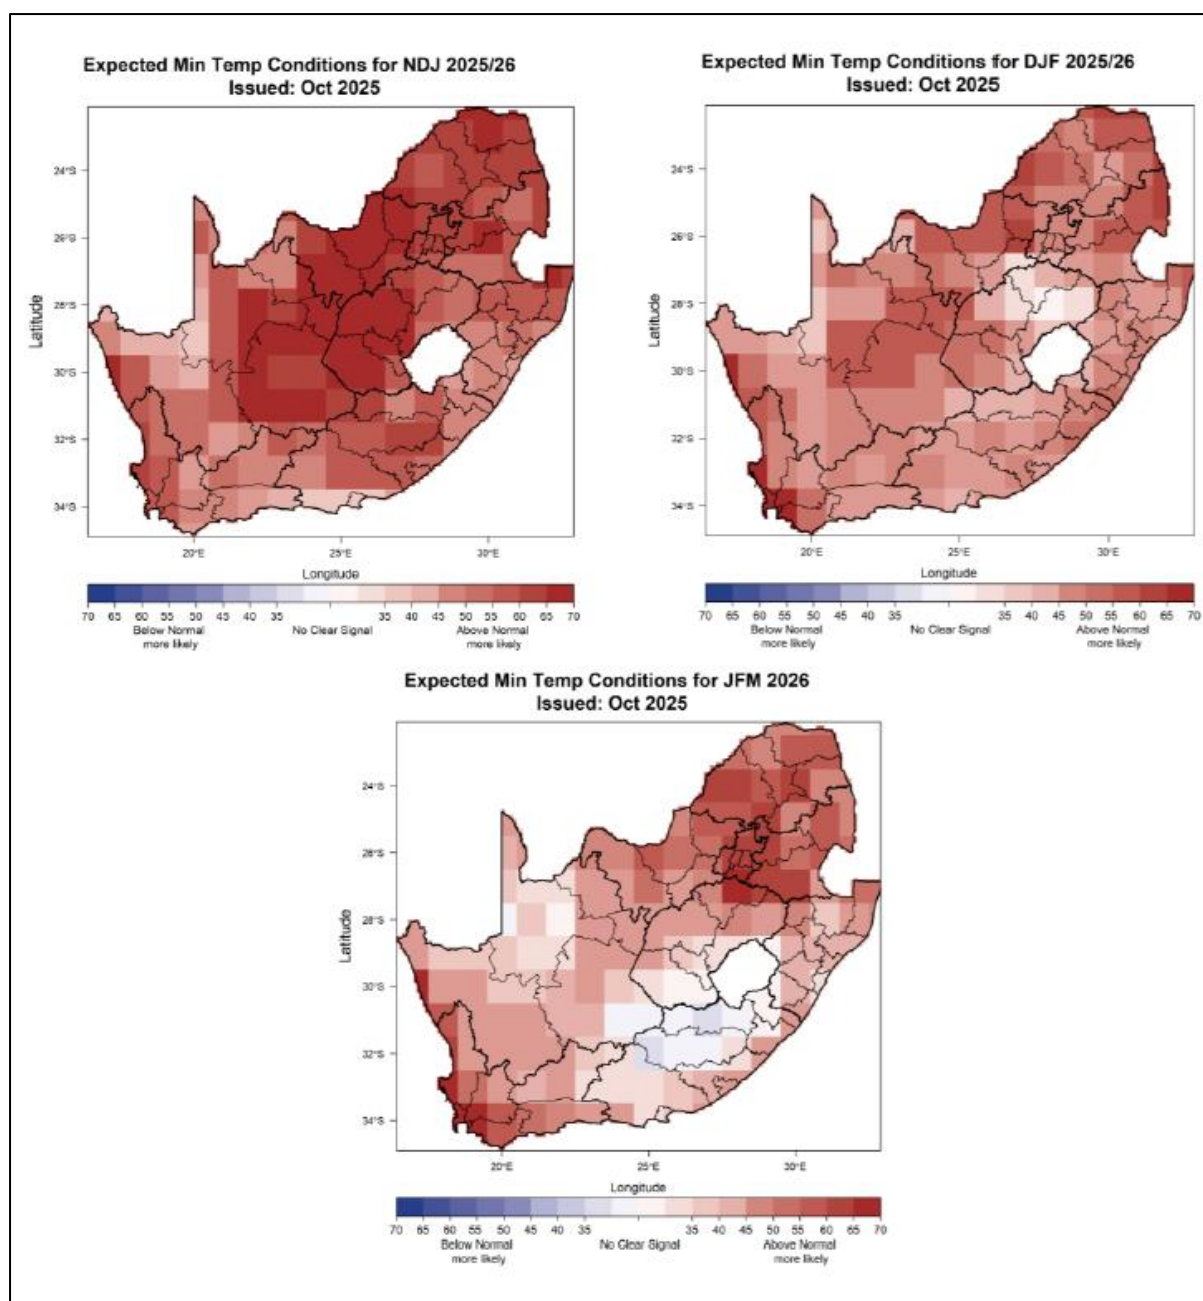 Expected Min Temp Conditions for NDJ 2025/26
Issued: Oct 2025
Latitude
24°S
26°S
28°S
30°S
32°S
34°S
20°E 25°E 30°E
Longitude
70 65 60 55 50 45 40 35 35 40 45 50 55 60 65 70
Below Normal No Clear Signal Above Normal
more likely more likely
Expected Min Temp Conditions for DJF 2025/26
Issued: Oct 2025
Latitude
24°S
26°S
28°S
30°S
32°S
34°S
20°E 25°E 30°E
Longitude
70 65 60 55 50 45 40 35 35 40 45 50 55 60 65 70
Below Normal No Clear Signal Above Normal
more likely more likely
Expected Min Temp Conditions for JFM 2026
Issued: Oct 2025
Latitude
24°S
26°S
28°S
30°S
32°S
34°S
20°E 25°E 30°E
Longitude
70 65 60 55 50 45 40 35 35 40 45 50 55 60 65 70
Below Normal No Clear Signal Above Normal
more likely more likely